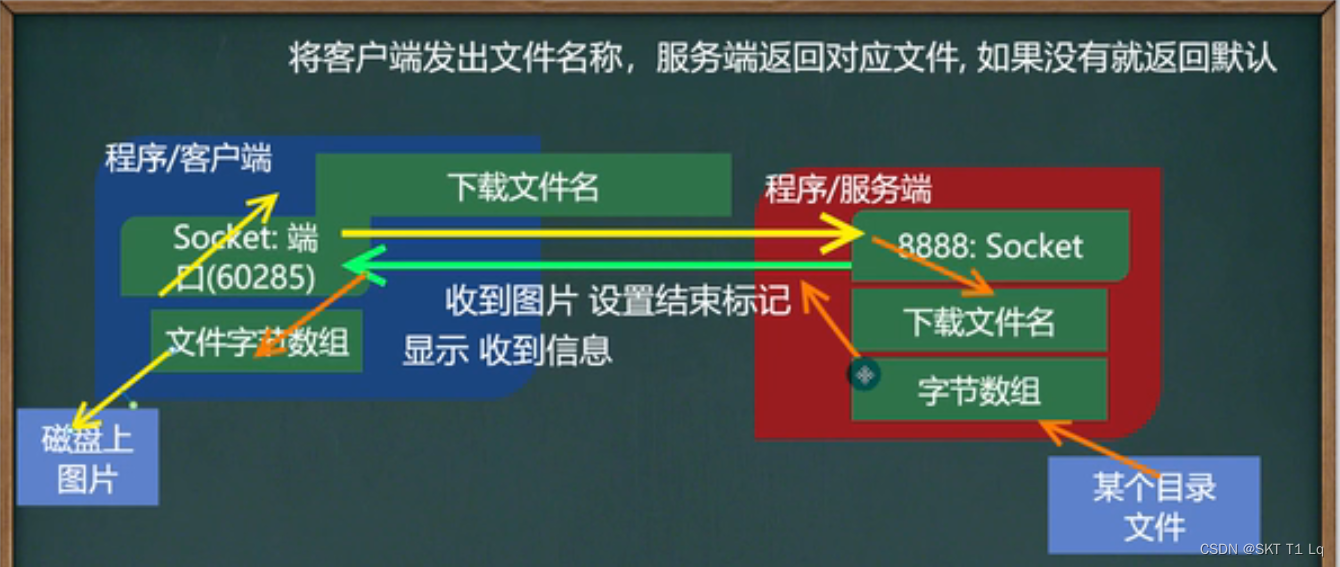 将客户端发出文件名称，服务端返回对应文件, 如果没有就返回默认
程序/客户端
下载文件名
Socket: 端
口(60285)
文件字节数组
磁盘上
图片
收到图片 设置结束标记
显示 收到信息
程序/服务端
8888: Socket
下载文件名
字节数组
某个目录
文件
CSDN @SKT T1 Lq